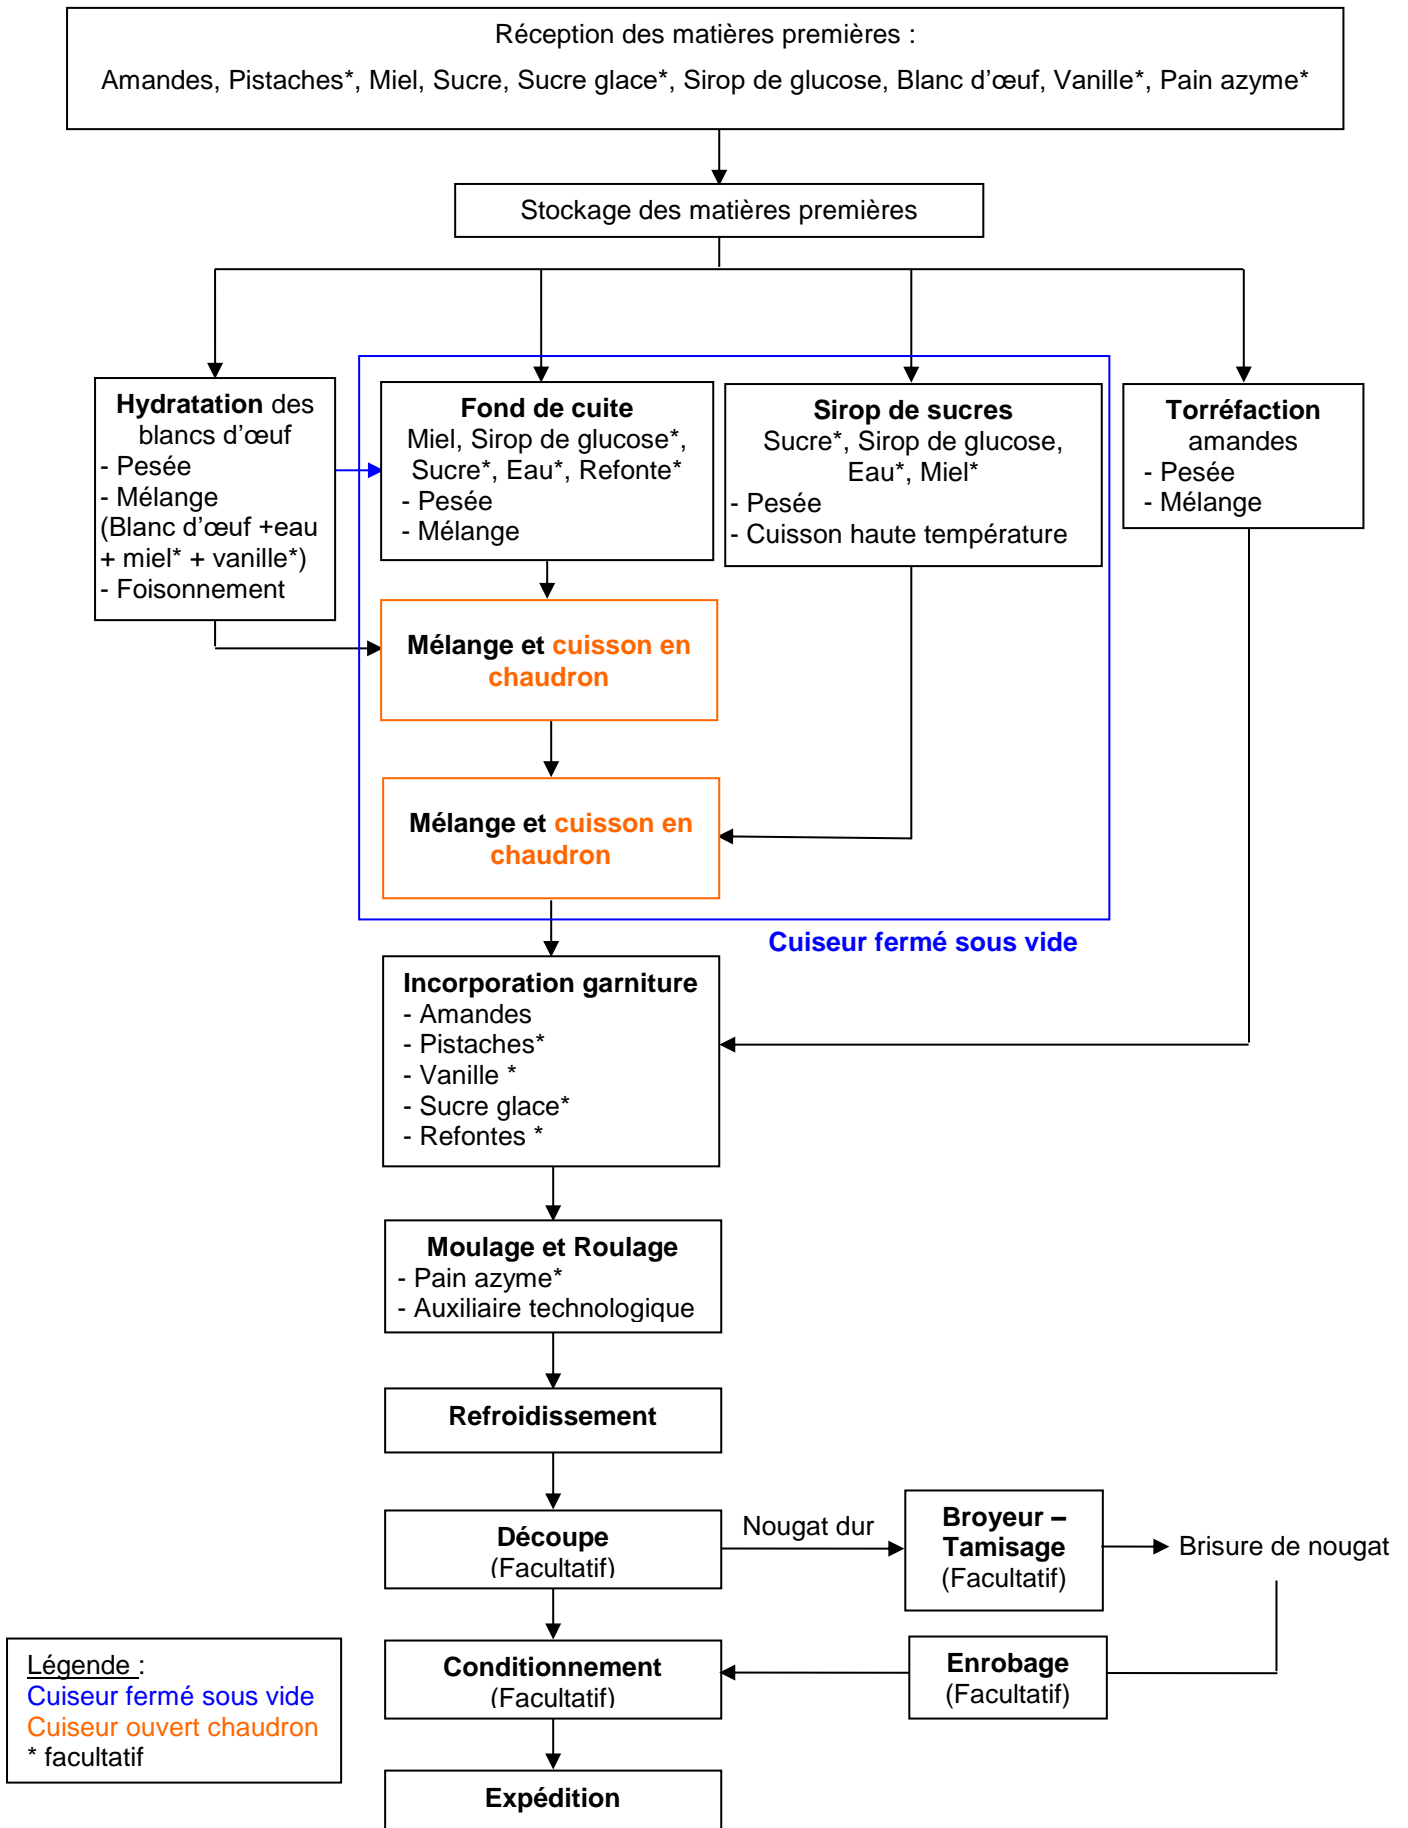 Réception des matières premières :
Amandes, Pistaches*, Miel, Sucre, Sucre glace*, Sirop de glucose, Blanc d'œuf, Vanille*, Pain azyme*
Stockage des matières premières
Hydratation des
blancs d'œuf
- Pesée
- Mélange
(Blanc d'œuf +eau
+ miel* + vanille*)
- Foisonnement
Fond de cuite
Miel, Sirop de glucose*,
Sucre*, Eau*, Refonte*
- Pesée
- Mélange
Sirop de sucres
Sucre*, Sirop de glucose,
Eau*, Miel*
- Pesée
- Cuisson haute température
Torréfaction
amandes
- Pesée
- Mélange
Mélange et cuisson en
chaudron
Mélange et cuisson en
chaudron
Cuiseur fermé sous vide
Incorporation garniture
- Amandes
- Pistaches*
- Vanille *
- Sucre glace*
- Refontes *
Moulage et Roulage
- Pain azyme*
- Auxiliaire technologique
Refroidissement
Découpe
(Facultatif)
Nougat dur
Broyeur –
Tamisage
(Facultatif)
Brisure de nougat
Enrobage
(Facultatif)
Conditionnement
(Facultatif)
Expédition
Légende :
Cuiseur fermé sous vide
Cuiseur ouvert chaudron
* facultatif